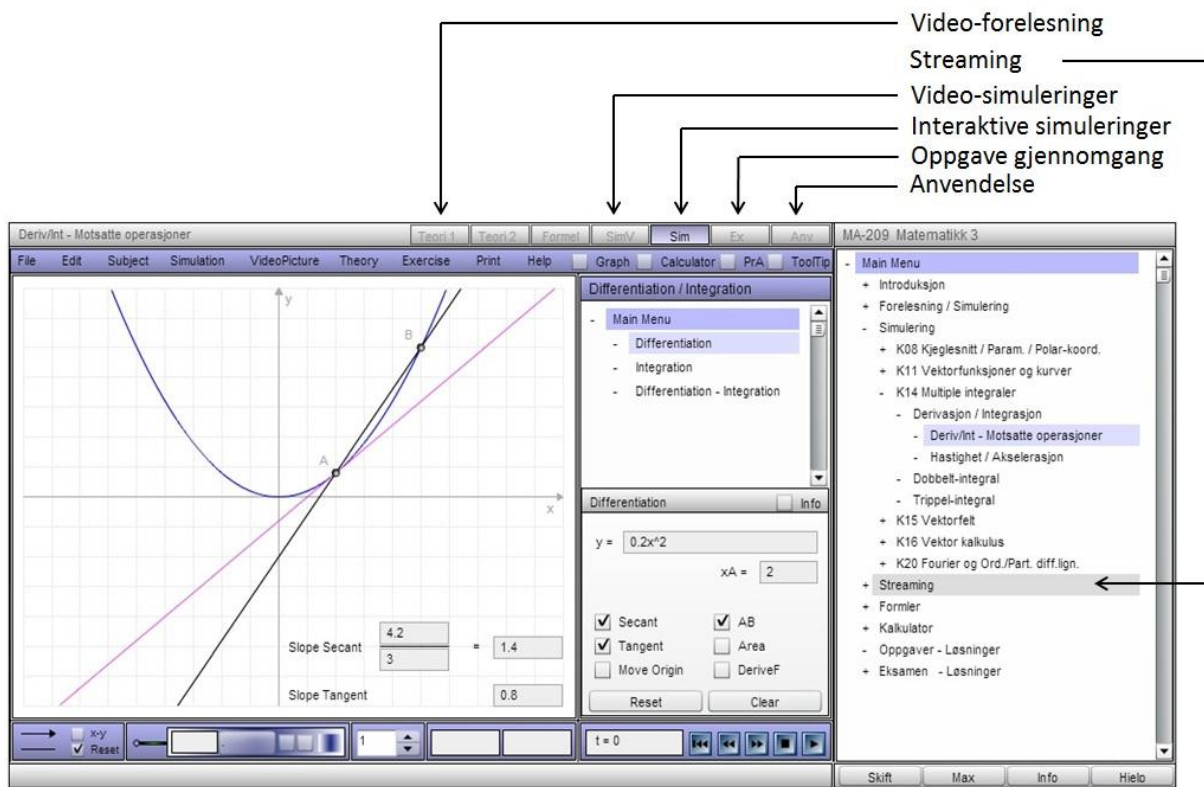 Video-forelesning
Streaming
Video-simuleringer
Interaktive simuleringer
Oppgave gjennomgang
Anvendelse
Deriv/Int - Motsatte operasjoner
Teori 1 Teori 2 Formel SimV Sim Ex Anv
MA-209 Matematikk 3
File Edit Subject Simulation VideoPicture Theory Exercise Print Help Graph Calculator PrA ToolTip
y
B
A
x
Slope Secant 4.2
3
= 1.4
Slope Tangent 0.8
Differentiation / Integration
- Main Menu
- Differentiation
- Integration
- Differentiation - Integration
Differentiation Info
y = 0.2x^2
xA = 2
Secant AB
Tangent Area
Move Origin DeriveF
Reset Clear
- Main Menu
+ Introduksjon
+ Forelesning / Simulering
- Simulering
+ K08 Kjeglesnitt / Param. / Polar-koord.
+ K11 Vektorfunksjoner og kurver
- K14 Multiple integraler
- Derivasjon / Integrasjon
- Deriv/Int - Motsatte operasjoner
- Hastighet / Akselerasjon
- Dobbelt-integral
- Trippel-integral
+ K15 Vektorfelt
+ K16 Vektor kalkulus
+ K20 Fourier og Ord./Part. diff.lign.
+ Streaming
+ Formler
+ Kalkulator
- Oppgaver - Løsninger
+ Eksamen - Løsninger
x-y
Reset
1
t = 0
Skift Max Info Hjelp